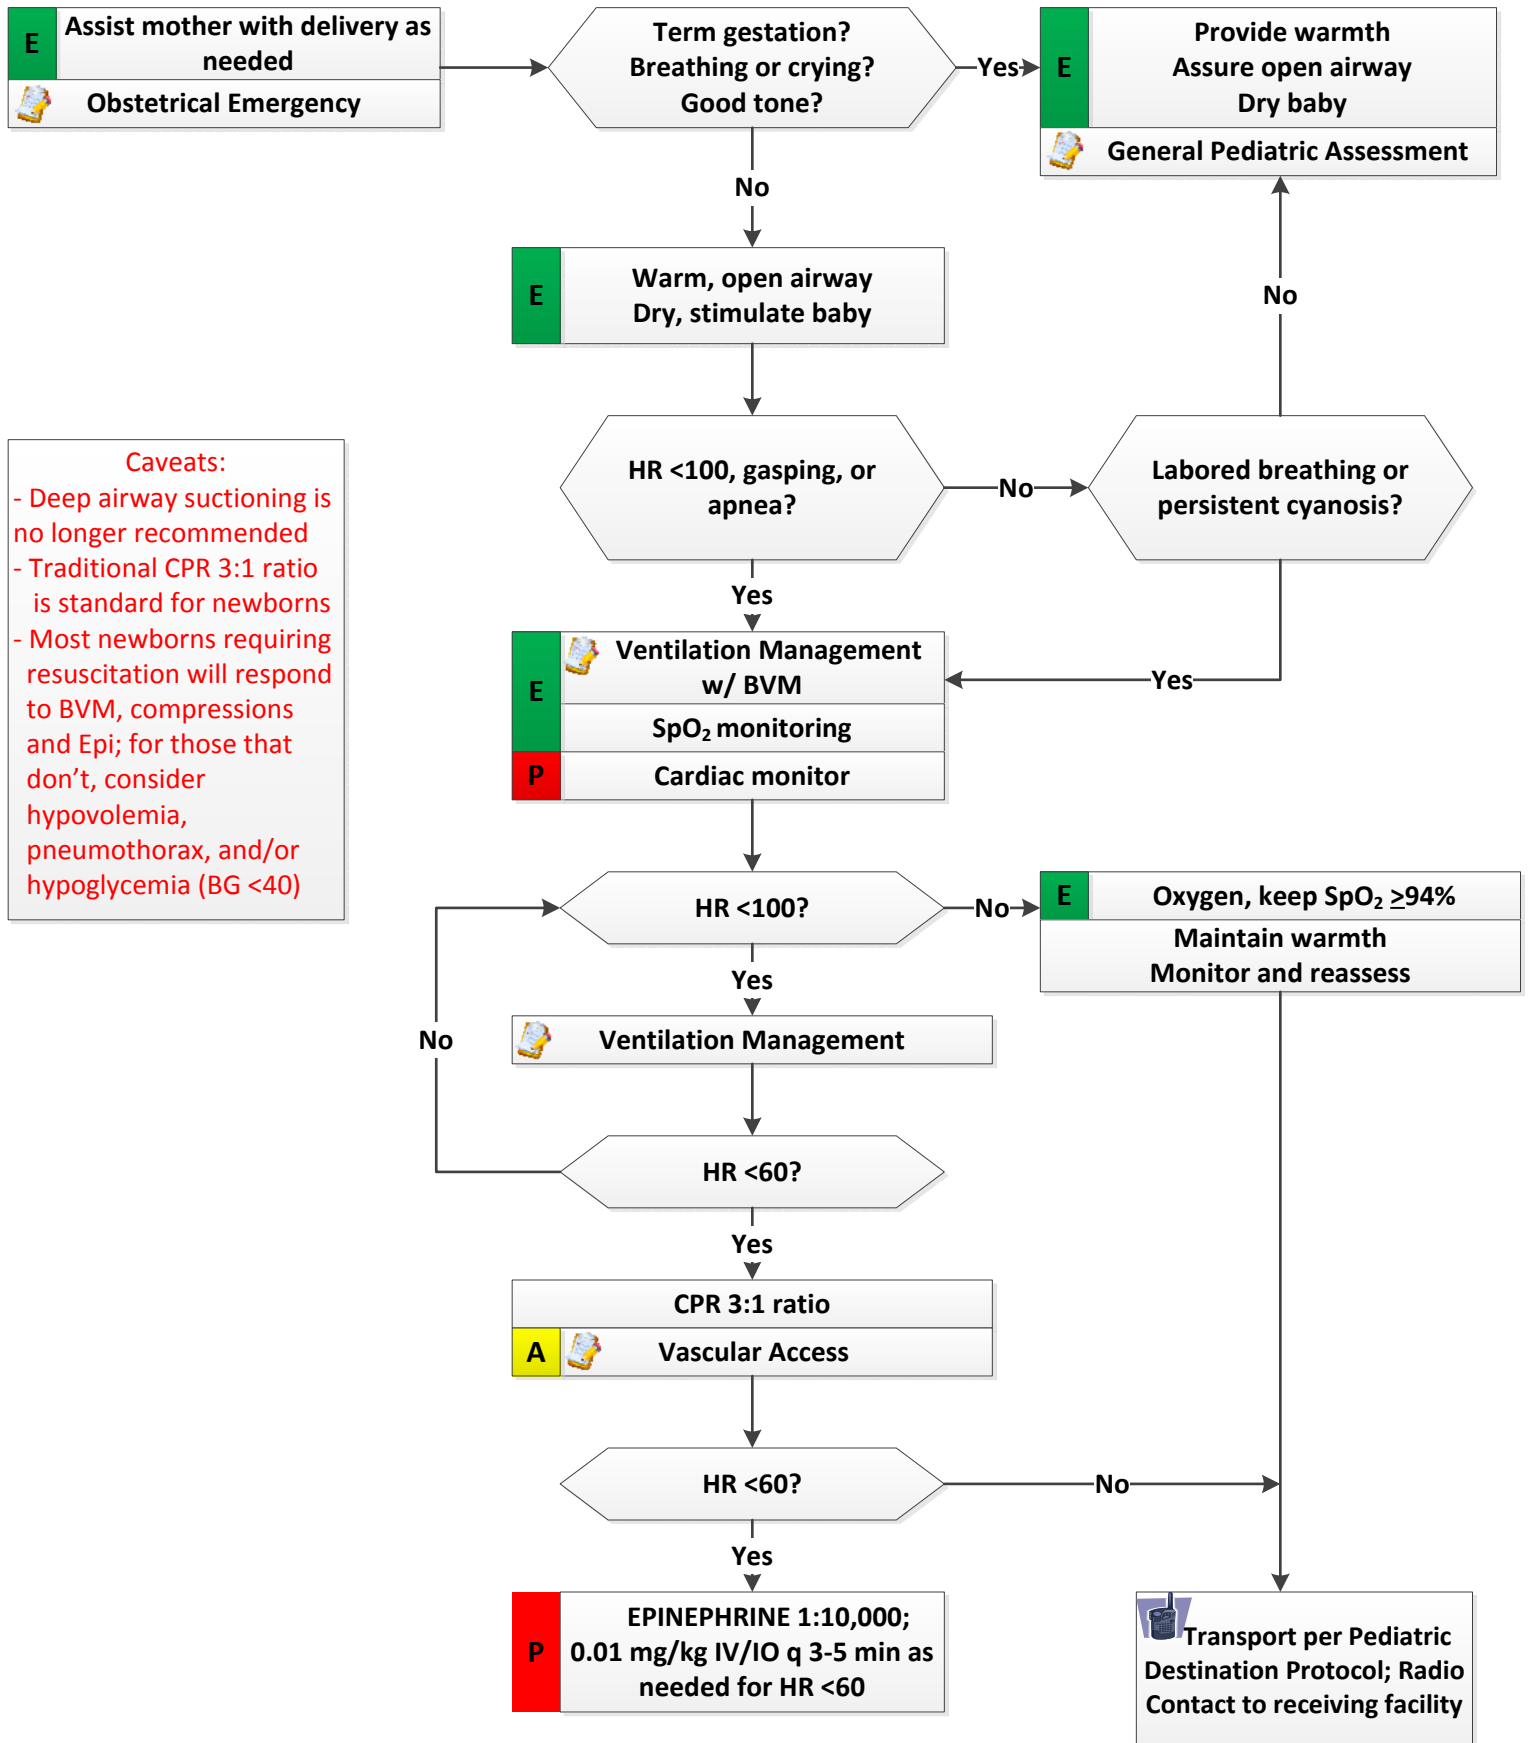 E
Assist mother with delivery as
needed
Obstetrical Emergency
Term gestation?
Breathing or crying?
Good tone?
Yes
E
Provide warmth
Assure open airway
Dry baby
General Pediatric Assessment
No
E
Warm, open airway
Dry, stimulate baby
No
HR <100, gasping, or
apnea?
No
Labored breathing or
persistent cyanosis?
Caveats:
- Deep airway suctioning is
no longer recommended
- Traditional CPR 3:1 ratio
is standard for newborns
- Most newborns requiring
resuscitation will respond
to BVM, compressions
and Epi; for those that
don’t, consider
hypovolemia,
pneumothorax, and/or
hypoglycemia (BG <40)
Yes
Yes
E
Ventilation Management
w/ BVM
SpO₂ monitoring
P
Cardiac monitor
HR <100?
No
E
Oxygen, keep SpO₂ ≥94%
Maintain warmth
Monitor and reassess
Yes
No
Ventilation Management
HR <60?
Yes
CPR 3:1 ratio
A
Vascular Access
HR <60?
No
Yes
P
EPINEPHRINE 1:10,000;
0.01 mg/kg IV/IO q 3-5 min as
needed for HR <60
Transport per Pediatric
Destination Protocol; Radio
Contact to receiving facility